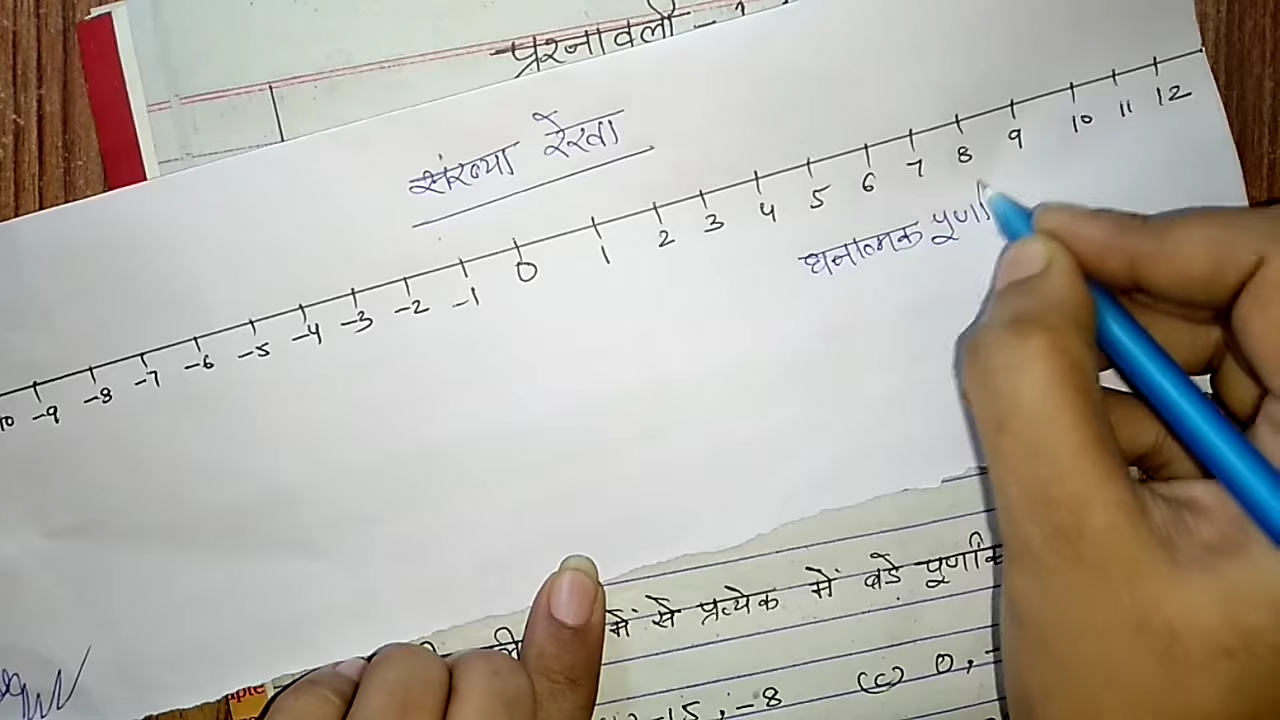 प्रश्नावली - 1
संख्या रेखा
-9 -8 -7 -6 -5 -4 -3 -2 -1 0 1 2 3 4 5 6 7 8 9 10 11 12
धनात्मक पूर्णा
में से प्रत्येक में बड़े पूर्णांक
-15, -8 (c) 0, -